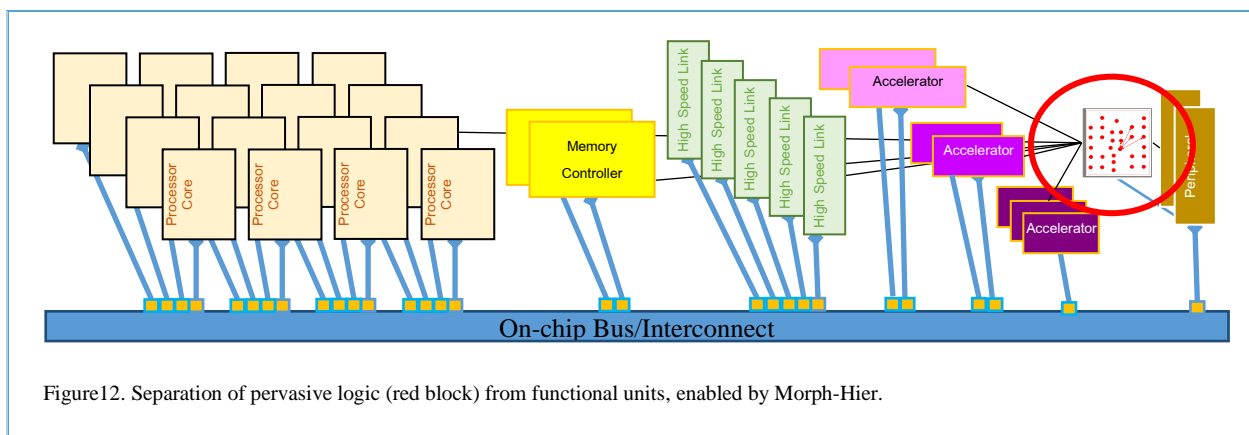 Processor
Core
Processor
Core
Processor
Core
Processor
Core
Memory
Controller
High Speed Link
High Speed Link
High Speed Link
High Speed Link
High Speed Link
Accelerator
Accelerator
Accelerator
Peripheral
On-chip Bus/Interconnect
Figure12. Separation of pervasive logic (red block) from functional units, enabled by Morph-Hier.